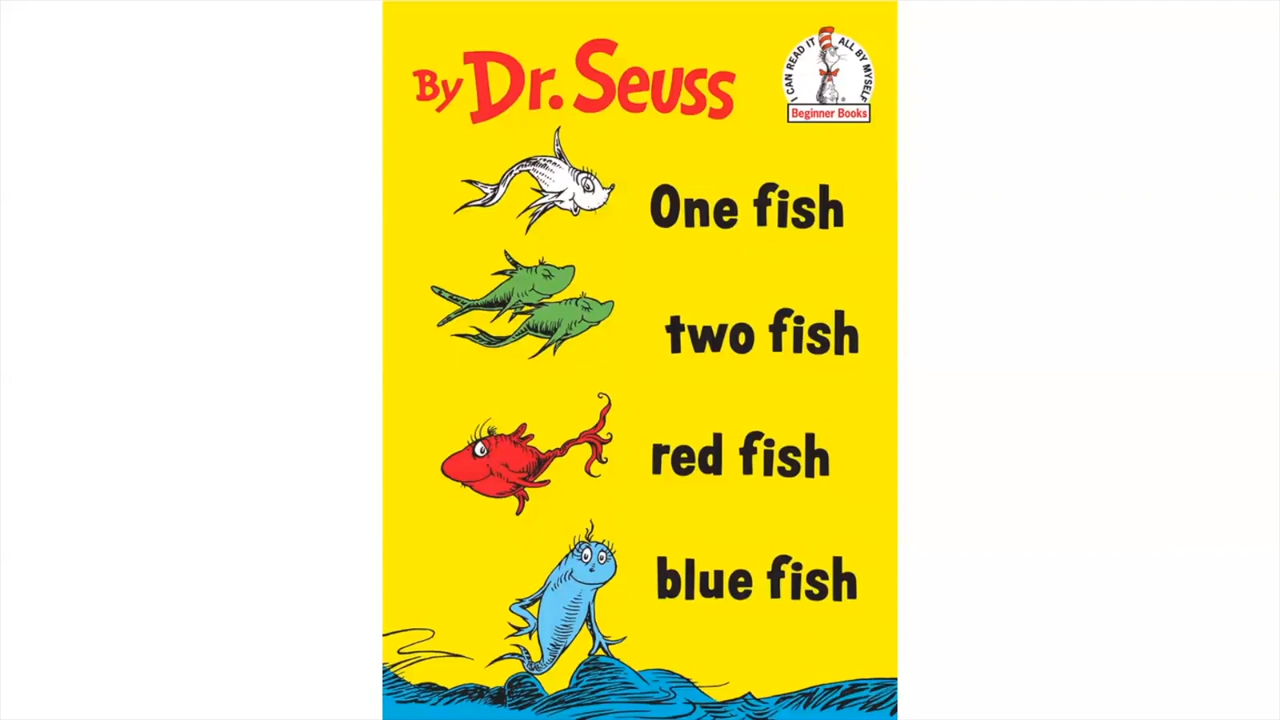 By Dr. Seuss
I CAN READ IT ALL BY MYSELF
Beginner Books
One fish
two fish
red fish
blue fish